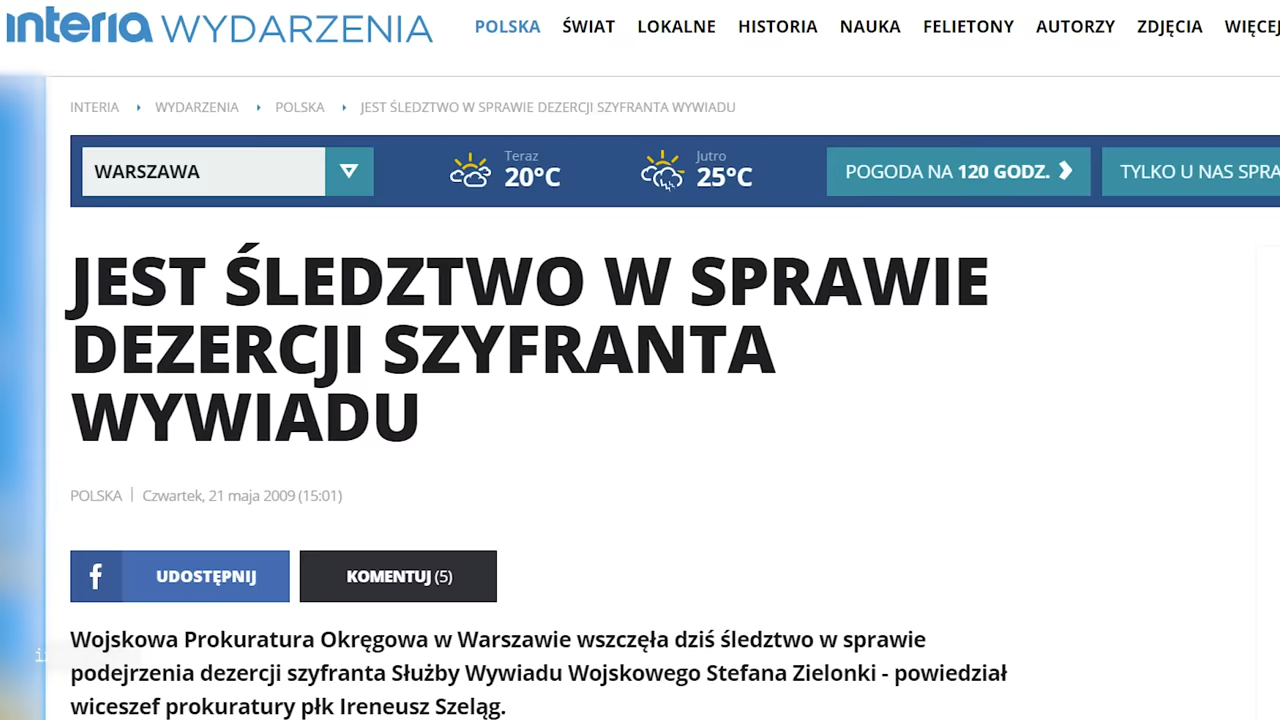 interia WYDARZENIA
POLSKA ŚWIAT LOKALNE HISTORIA NAUKA FELIETONY AUTORZY ZDJĘCIA WIĘCEJ
INTERIA WYDARZENIA POLSKA JEST ŚLEDZTWO W SPRAWIE DEZERCJI SZYFRANTA WYWIADU
WARSZAWA
Teraz
20°C
Jutro
25°C
POGODA NA 120 GODZ.
TYLKO U NAS
JEST ŚLEDZTWO W SPRAWIE
DEZERCJI SZYFRANTA
WYWIADU
POLSKA | Czwartek, 21 maja 2009 (15:01)
f UDOSTĘPNIJ
KOMENTUJ (5)
Wojskowa Prokuratura Okręgowa w Warszawie wszczęła dziś śledztwo w sprawie
podejrzenia dezercji szyfranta Służby Wywiadu Wojskowego Stefana Zielonki - powiedział
wiceszef prokuratury płk Ireneusz Szeląg.